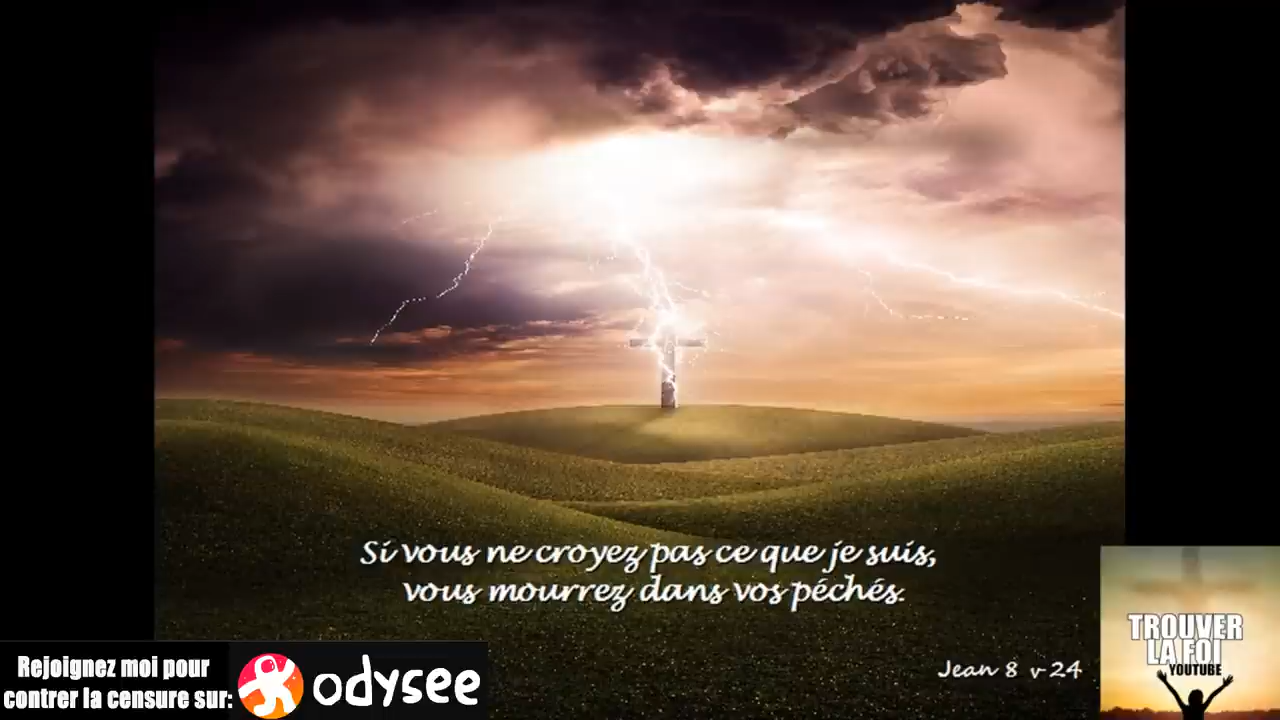 Si vous ne croyez pas ce que je suis,
vous mourrez dans vos péchés.
Jean 8 v 24
Rejoignez moi pour
contrer la censure sur:
odysee
TROUVER
LA FOI
YOUTUBE